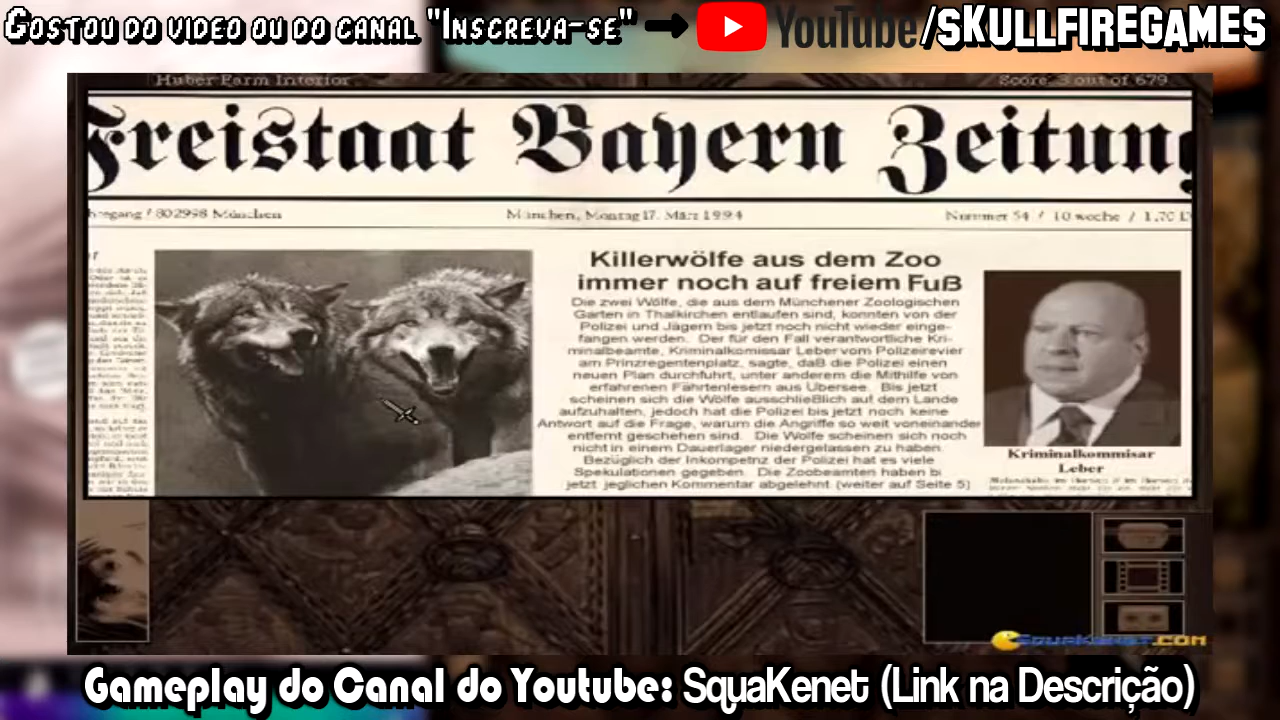 Gostou do video ou do canal "Inscreva-se" YouTube/SKULLFIREGAMES
Huber Farm Interior Score: 3 out of 679
Freistaat Bayern Zeitung
802998 München München, Montag 17. März 1994 Nummer 54 / 10 woche / 1,70 D
Killerwölfe aus dem Zoo
immer noch auf freiem Fuß
Die zwei Wölfe, die aus dem Münchener Zoologischen
Garten in Thalkirchen entlaufen sind, konnten von der
Polizei und Jägern bis jetzt noch nicht wieder einge-
fangen werden. Der für den Fall verantwortliche Kri-
minalbeamte, Kriminalkomissar Leber vom Polizeirevier
am Prinzregentenplatz, sagte, daß die Polizei einen
neuen Plan durchführt, unter anderem die Mithilfe von
erfahrenen Fährtenlesern aus Übersee. Bis jetzt
scheinen sich die Wölfe ausschließlich auf dem Lande
aufzuhalten, jedoch hat die Polizei bis jetzt noch keine
Antwort auf die Frage, warum die Angriffe so weit voneinander
entfernt geschehen sind. Die Wölfe scheinen sich noch
nicht in einem Dauerlager niedergelassen zu haben.
Bezüglich der Inkompetnz der Polizei hat es viele
Spekulationen gegeben. Die Zoobeamten haben bi
jetzt jeglichen Kommentar abgelehnt (weiter auf Seite 5)
Kriminalkommisar
Leber
SQUAKENET.COM
Gameplay do Canal do Youtube: SquaKenet (Link na Descrição)